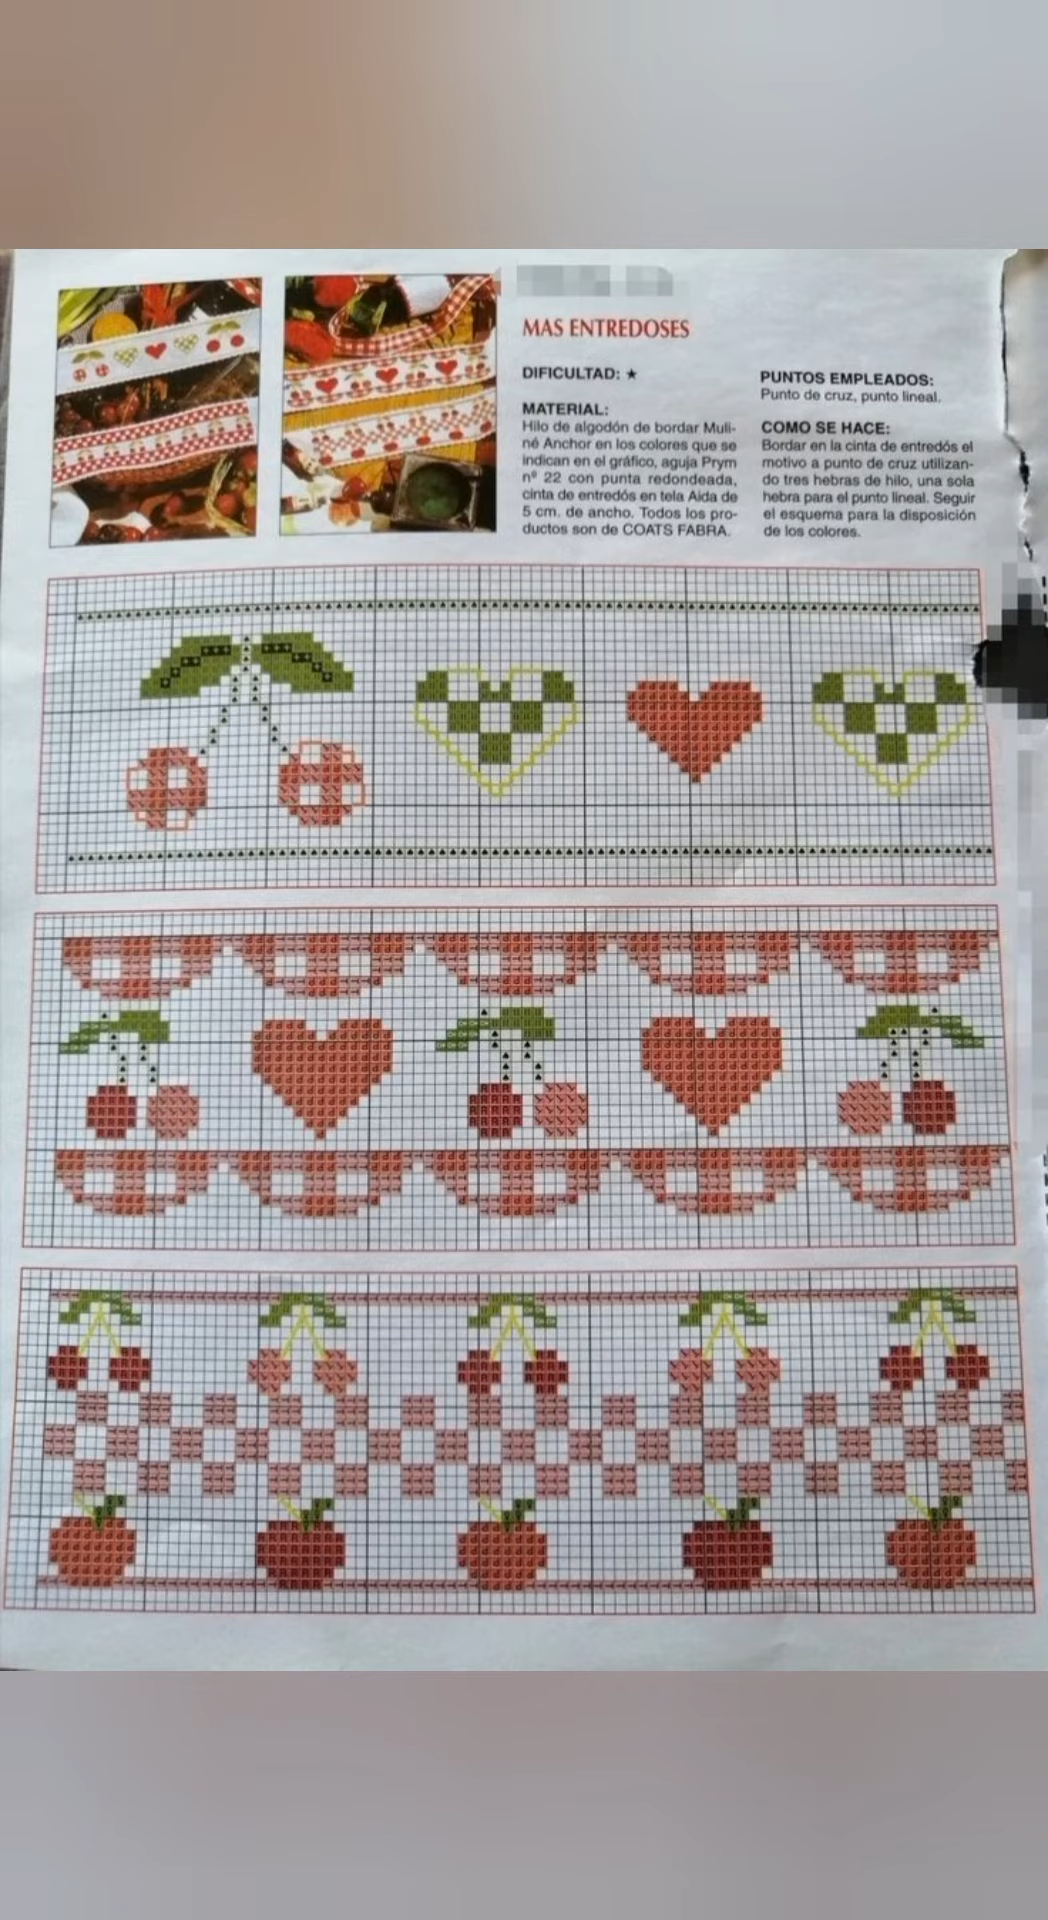 MAS ENTREDOSES
DIFICULTAD: ★
MATERIAL:
Hilo de algodón de bordar Muli-
né Anchor en los colores que se
indican en el gráfico, aguja Prym
nº 22 con punta redondeada,
cinta de entredós en tela Aida de
5 cm. de ancho. Todos los pro-
ductos son de COATS FABRA.
PUNTOS EMPLEADOS:
Punto de cruz, punto lineal.
COMO SE HACE:
Bordar en la cinta de entredós el
motivo a punto de cruz utilizan-
do tres hebras de hilo, una sola
hebra para el punto lineal. Seguir
el esquema para la disposición
de los colores.